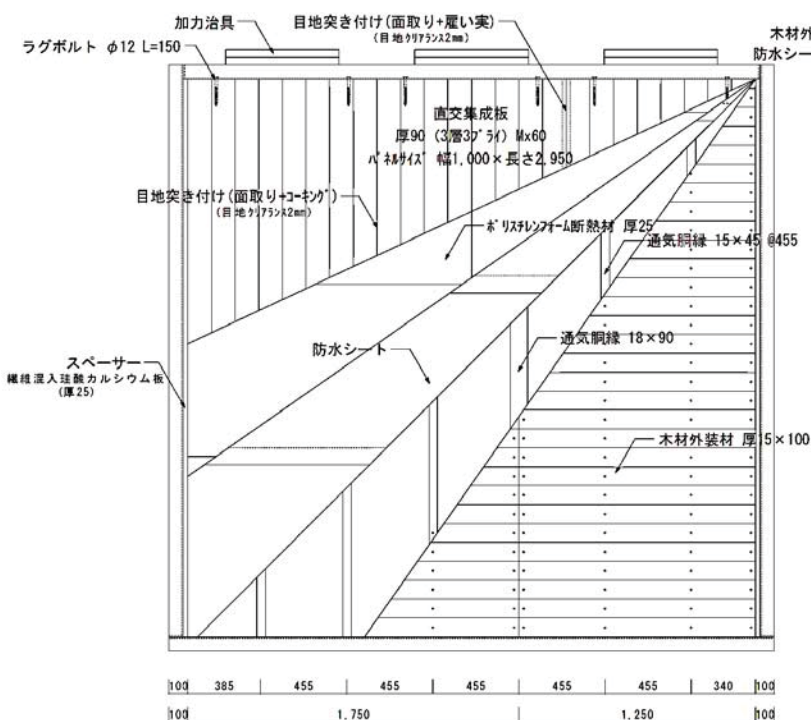 加力治具
目地突き付け(面取り+雇い実)
(目地ｸﾘｱﾗﾝｽ2mm)
木材外
防水シー
ラグボルト φ12 L=150
直交集成板
厚90 (3層3ﾌﾟﾗｲ) Mx60
ﾊﾟﾈﾙｻｲｽﾞ 幅1,000×長さ2,950
目地突き付け(面取り+ｺｰｷﾝｸﾞ)
(目地ｸﾘｱﾗﾝｽ2mm)
ﾎﾟﾘｽﾁﾚﾝﾌｫｰﾑ断熱材 厚25
通気胴縁 15×45 @455
防水シート
通気胴縁 18×90
スペーサー
繊維混入珪酸カルシウム板
(厚25)
木材外装材 厚15×100
100 385 455 455 455 455 455 340 100
100 1,750 1,250 100